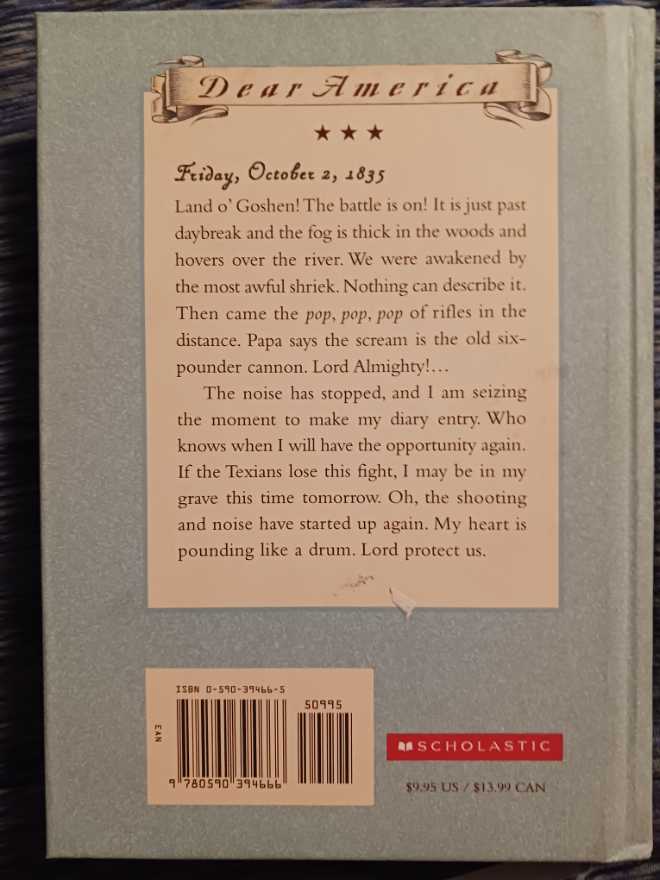 Dear America
Friday, October 2, 1835
Land o' Goshen! The battle is on! It is just past
daybreak and the fog is thick in the woods and
hovers over the river. We were awakened by
the most awful shriek. Nothing can describe it.
Then came the pop, pop, pop of rifles in the
distance. Papa says the scream is the old six-
pounder cannon. Lord Almighty!...
The noise has stopped, and I am seizing
the moment to make my diary entry. Who
knows when I will have the opportunity again.
If the Texians lose this fight, I may be in my
grave this time tomorrow. Oh, the shooting
and noise have started up again. My heart is
pounding like a drum. Lord protect us.
ISBN 0-590-39466-5
50995
EAN
9 780590 394666
SCHOLASTIC
$9.95 US / $13.99 CAN